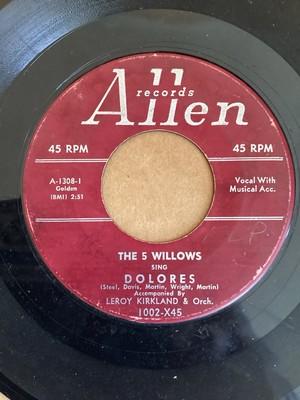 Allen
records
45 RPM 45 RPM
A-1308-1
Golden
(BMI) 2:51
Vocal With
Musical Acc.
THE 5 WILLOWS
SING
DOLORES
(Steel, Davis, Martin, Wright, Martin)
Accompanied By
LEROY KIRKLAND & Orch.
1002-X45